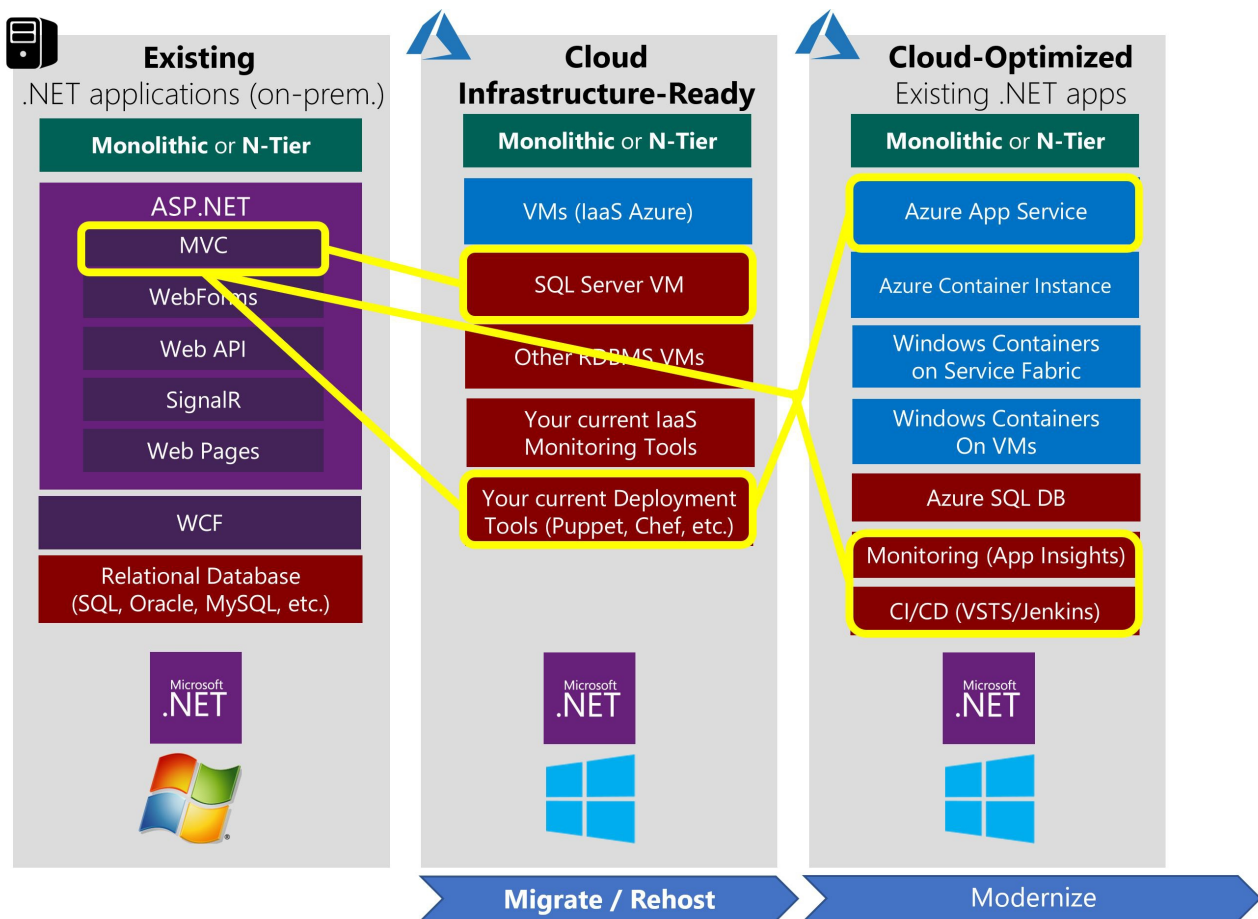 Existing
.NET applications (on-prem.)
Monolithic or N-Tier
ASP.NET
MVC
WebForms
Web API
SignalR
Web Pages
WCF
Relational Database
(SQL, Oracle, MySQL, etc.)
Microsoft
.NET
Cloud
Infrastructure-Ready
Monolithic or N-Tier
VMs (IaaS Azure)
SQL Server VM
Other RDBMS VMs
Your current IaaS
Monitoring Tools
Your current Deployment
Tools (Puppet, Chef, etc.)
Microsoft
.NET
Migrate / Rehost
Cloud-Optimized
Existing .NET apps
Monolithic or N-Tier
Azure App Service
Azure Container Instance
Windows Containers
on Service Fabric
Windows Containers
On VMs
Azure SQL DB
Monitoring (App Insights)
CI/CD (VSTS/Jenkins)
Microsoft
.NET
Modernize